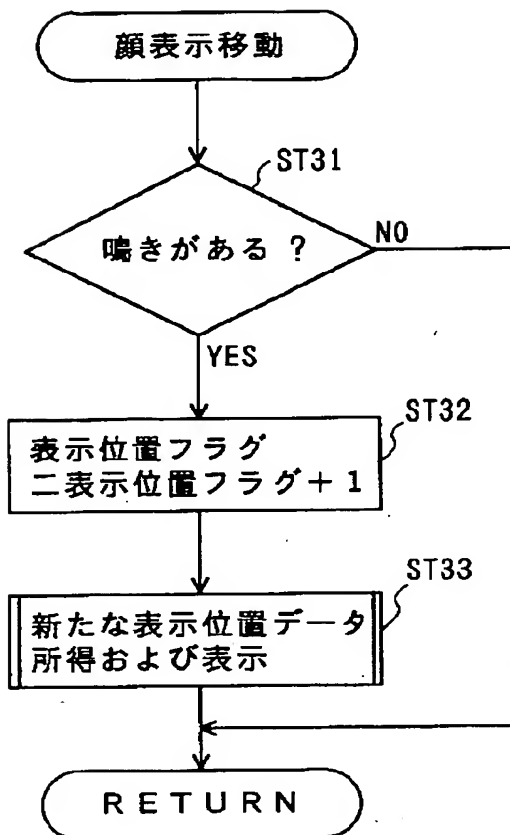 顔表示移動
ST31
鳴きがある?
NO
YES
ST32
表示位置フラグ
二表示位置フラグ+1
ST33
新たな表示位置データ
所得および表示
RETURN